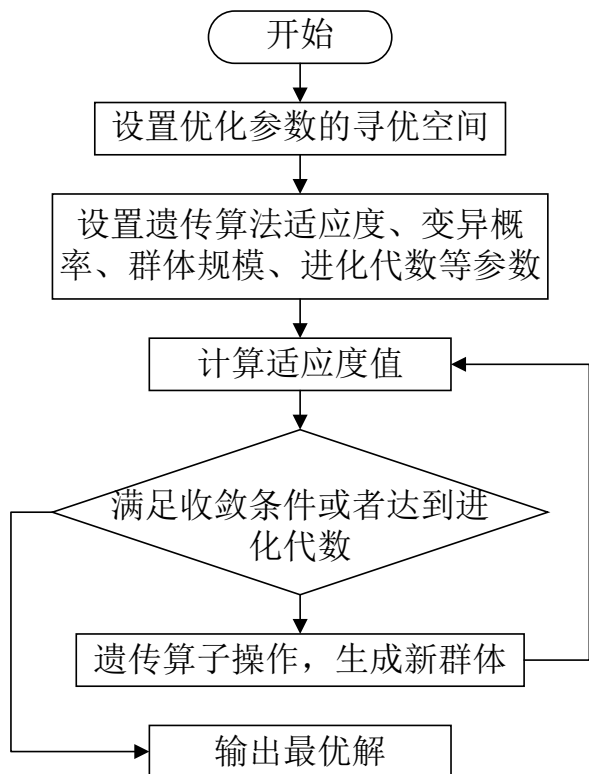 开始
设置优化参数的寻优空间
设置遗传算法适应度、变异概
率、群体规模、进化代数等参数
计算适应度值
满足收敛条件或者达到进
化代数
遗传算子操作，生成新群体
输出最优解